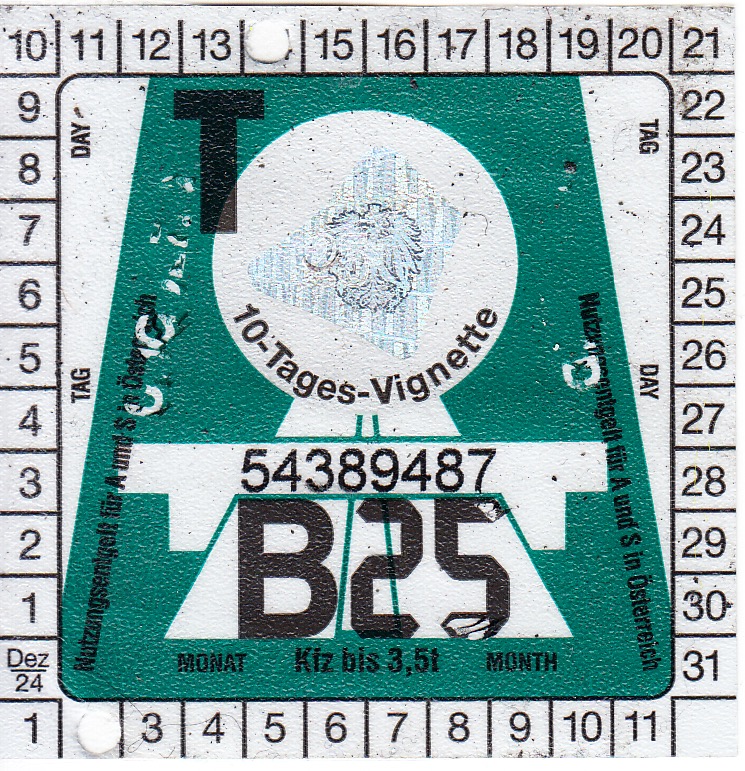 10 11 12 13 15 16 17 18 19 20 21
9 22
8 23
7 24
6 25
5 26
4 27
3 28
2 29
1 30
Dez
24
31
1 3 4 5 6 7 8 9 10 11
DAY
TAG
T
10-Tages-Vignette
TAG
DAY
Nutzungsentgelt für A und S in Österreich
Nutzungsentgelt für A und S in Österreich
54389487
B25
MONAT Kfz bis 3,5t MONTH